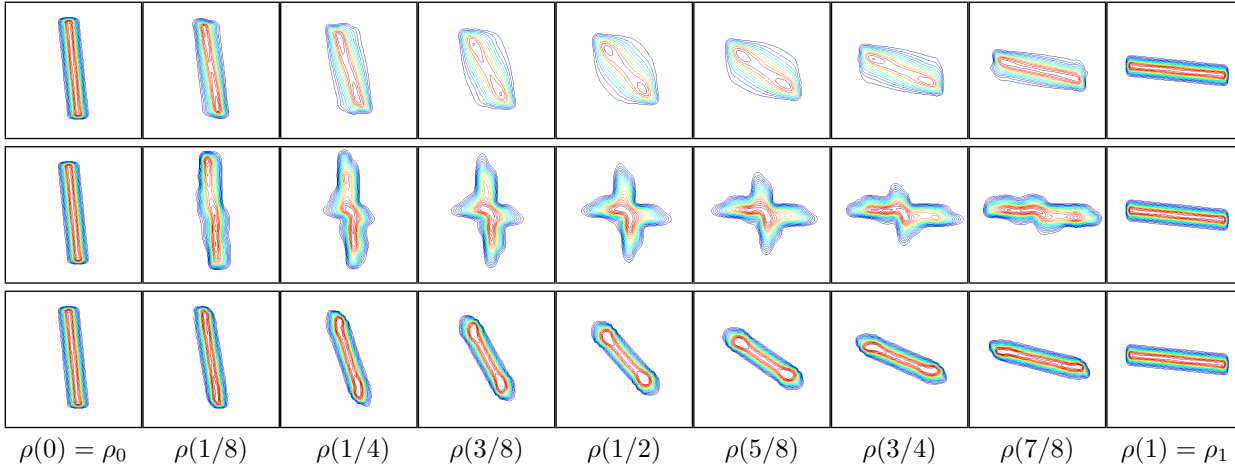 ρ(0) = ρ₀ ρ(1/8) ρ(1/4) ρ(3/8) ρ(1/2) ρ(5/8) ρ(3/4) ρ(7/8) ρ(1) = ρ₁